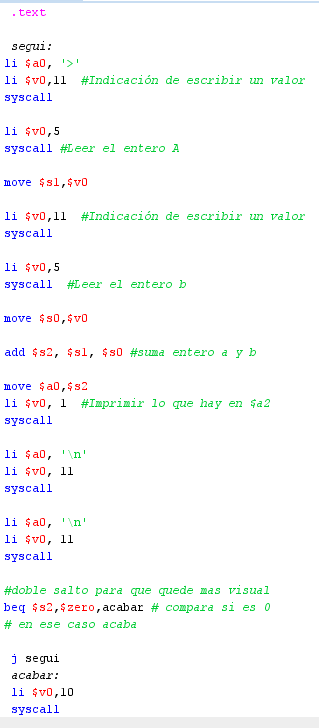 .text
segui:
li $a0, '>'
li $v0,11 #Indicación de escribir un valor
syscall
li $v0,5
syscall #Leer el entero A
move $s1,$v0
li $v0,11 #Indicación de escribir un valor
syscall
li $v0,5
syscall #Leer el entero b
move $s0,$v0
add $s2, $s1, $s0 #suma entero a y b
move $a0,$s2
li $v0, 1 #Imprimir lo que hay en $a2
syscall
li $a0, '\n'
li $v0, 11
syscall
li $a0, '\n'
li $v0, 11
syscall
#doble salto para que quede mas visual
beq $s2,$zero,acabar # compara si es 0
# en ese caso acaba
j segui
acabar:
li $v0,10
syscall